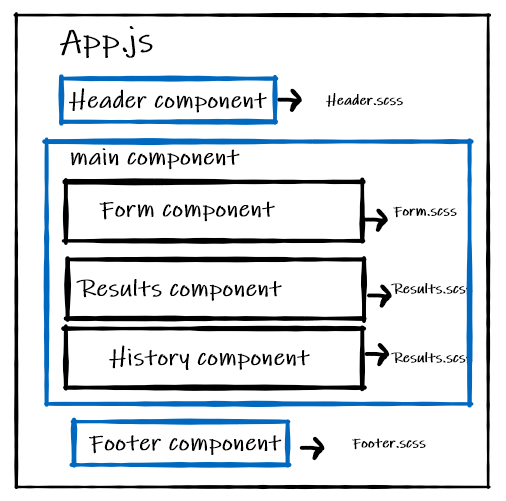 App.js
Header component
Header.scss
main component
Form component
Form.scss
Results component
Results.scss
History component
Results.scss
Footer component
Footer.scss